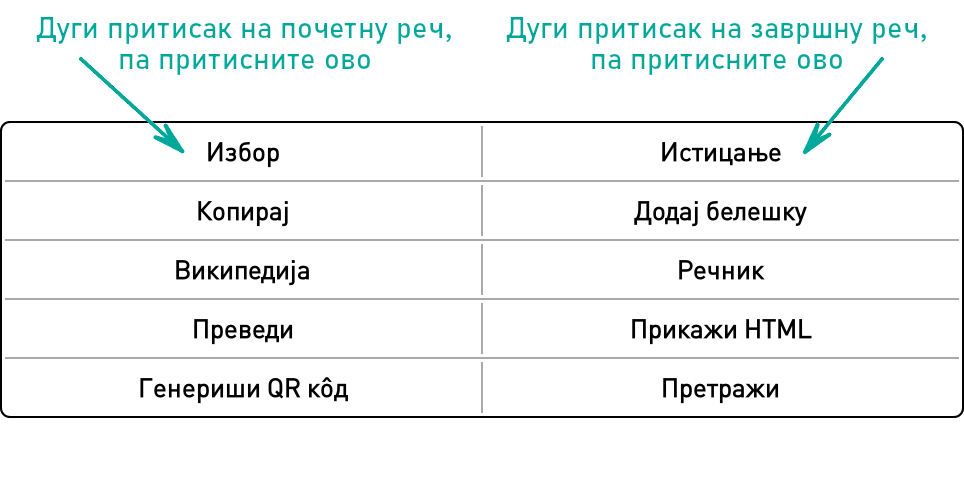 Дуги притисак на почетну реч,
па притисните ово
Дуги притисак на завршну реч,
па притисните ово
Избор
Истицање
Копирај
Додај белешку
Википедија
Речник
Преведи
Прикажи HTML
Генериши QR кôд
Претражи